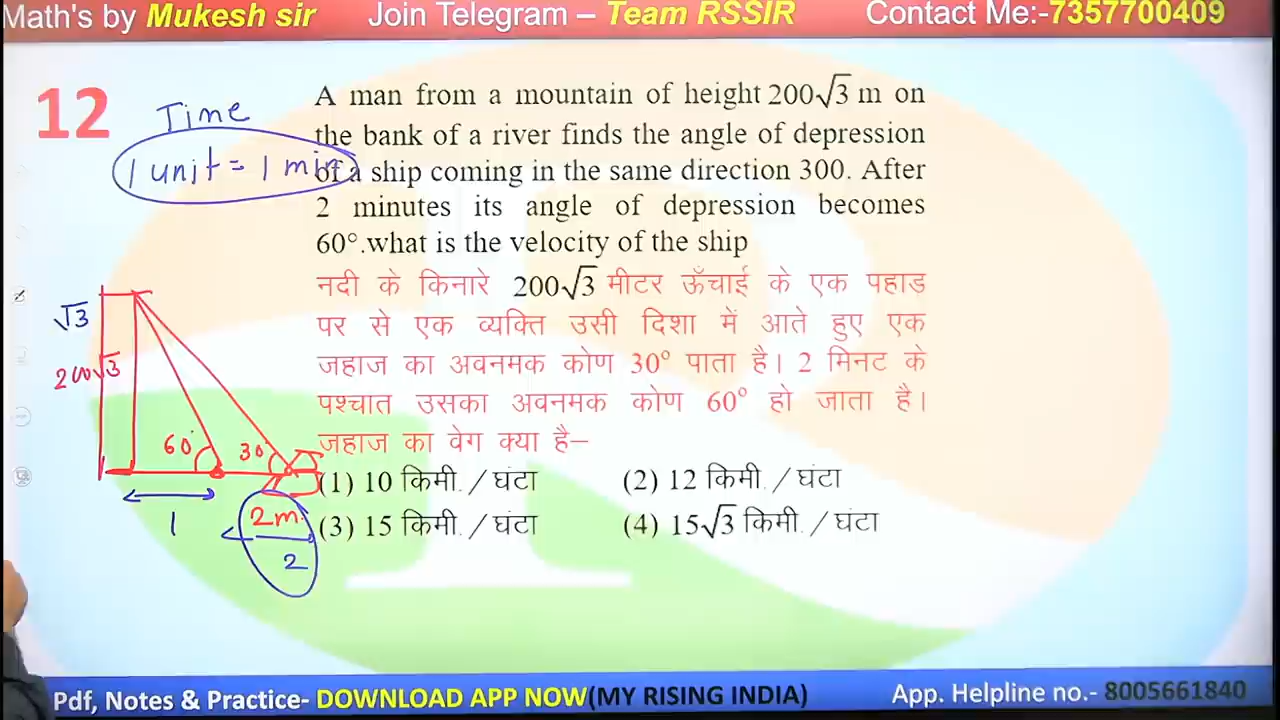 Math's by Mukesh sir Join Telegram – Team RSSIR Contact Me:-7357700409
12
Time
1 unit = 1 min
A man from a mountain of height 200√3 m on
the bank of a river finds the angle of depression
of a ship coming in the same direction 300. After
2 minutes its angle of depression becomes
60°.what is the velocity of the ship
नदी के किनारे 200√3 मीटर ऊँचाई के एक पहाड
पर से एक व्यक्ति उसी दिशा में आते हुए एक
जहाज का अवनमक कोण 30° पाता है। 2 मिनट के
पश्चात उसका अवनमक कोण 60° हो जाता है।
जहाज का वेग क्या है–
(1) 10 किमी. / घंटा (2) 12 किमी. / घंटा
(3) 15 किमी. / घंटा (4) 15√3 किमी. / घंटा
√3
200√3
60° 30°
1
2m.
2
Pdf, Notes & Practice- DOWNLOAD APP NOW(MY RISING INDIA) App. Helpline no.- 8005661840